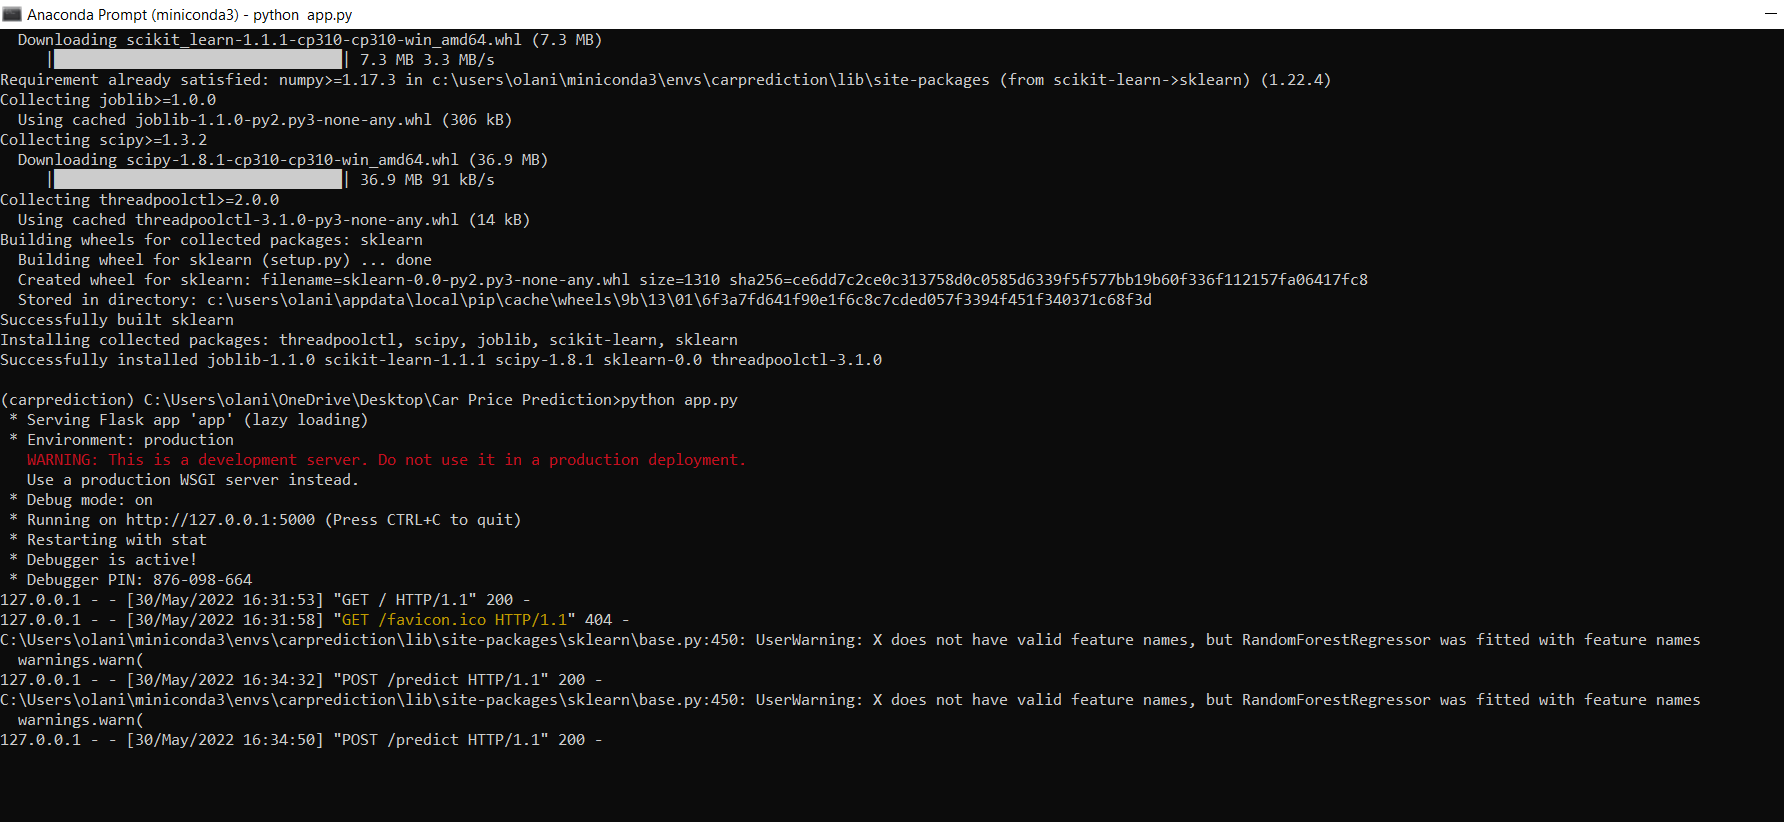 Anaconda Prompt (miniconda3) - python  app.py
  Downloading scikit_learn-1.1.1-cp310-cp310-win_amd64.whl (7.3 MB)
     |████████████████████████████████| 7.3 MB 3.3 MB/s
Requirement already satisfied: numpy>=1.17.3 in c:\users\olani\miniconda3\envs\carprediction\lib\site-packages (from scikit-learn->sklearn) (1.22.4)
Collecting joblib>=1.0.0
  Using cached joblib-1.1.0-py2.py3-none-any.whl (306 kB)
Collecting scipy>=1.3.2
  Downloading scipy-1.8.1-cp310-cp310-win_amd64.whl (36.9 MB)
     |████████████████████████████████| 36.9 MB 91 kB/s
Collecting threadpoolctl>=2.0.0
  Using cached threadpoolctl-3.1.0-py3-none-any.whl (14 kB)
Building wheels for collected packages: sklearn
  Building wheel for sklearn (setup.py) ... done
  Created wheel for sklearn: filename=sklearn-0.0-py2.py3-none-any.whl size=1310 sha256=ce6dd7c2ce0c313758d0c0585d6339f5f577bb19b60f336f112157fa06417fc8
  Stored in directory: c:\users\olani\appdata\local\pip\cache\wheels\9b\13\01\6f3a7fd641f90e1f6c8c7cded057f3394f451f340371c68f3d
Successfully built sklearn
Installing collected packages: threadpoolctl, scipy, joblib, scikit-learn, sklearn
Successfully installed joblib-1.1.0 scikit-learn-1.1.1 scipy-1.8.1 sklearn-0.0 threadpoolctl-3.1.0
(carprediction) C:\Users\olani\OneDrive\Desktop\Car Price Prediction>python app.py
 * Serving Flask app 'app' (lazy loading)
 * Environment: production
   WARNING: This is a development server. Do not use it in a production deployment.
   Use a production WSGI server instead.
 * Debug mode: on
 * Running on http://127.0.0.1:5000 (Press CTRL+C to quit)
 * Restarting with stat
 * Debugger is active!
 * Debugger PIN: 876-098-664
127.0.0.1 - - [30/May/2022 16:31:53] "GET / HTTP/1.1" 200 -
127.0.0.1 - - [30/May/2022 16:31:58] "GET /favicon.ico HTTP/1.1" 404 -
C:\Users\olani\miniconda3\envs\carprediction\lib\site-packages\sklearn\base.py:450: UserWarning: X does not have valid feature names, but RandomForestRegressor was fitted with feature names
  warnings.warn(
127.0.0.1 - - [30/May/2022 16:34:32] "POST /predict HTTP/1.1" 200 -
C:\Users\olani\miniconda3\envs\carprediction\lib\site-packages\sklearn\base.py:450: UserWarning: X does not have valid feature names, but RandomForestRegressor was fitted with feature names
  warnings.warn(
127.0.0.1 - - [30/May/2022 16:34:50] "POST /predict HTTP/1.1" 200 -